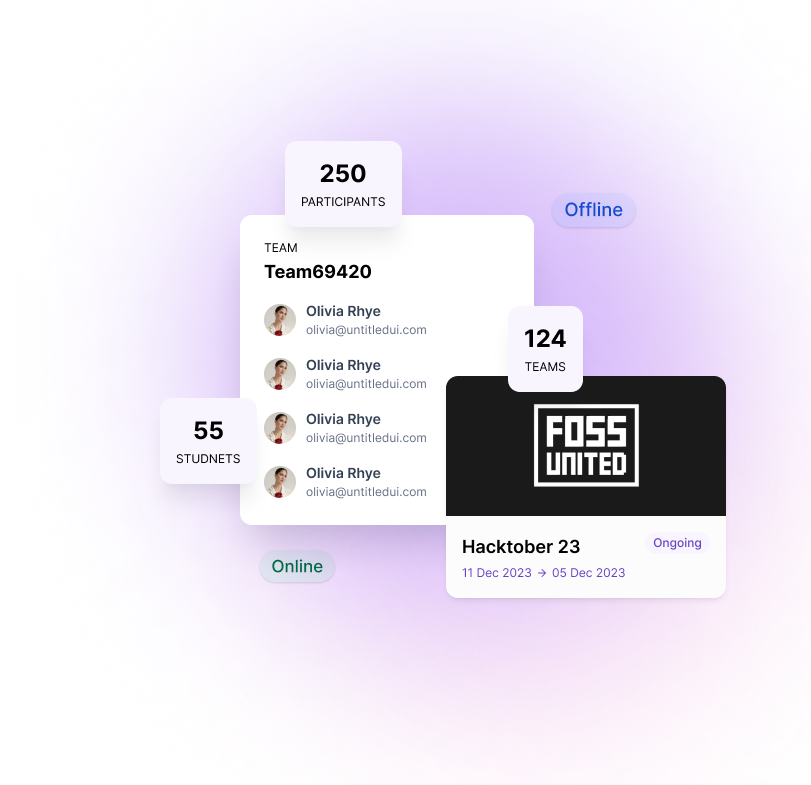 250
PARTICIPANTS
Offline
TEAM
Team69420
Olivia Rhye
olivia@untitledui.com
Olivia Rhye
olivia@untitledui.com
Olivia Rhye
olivia@untitledui.com
Olivia Rhye
olivia@untitledui.com
124
TEAMS
55
STUDNETS
FOSS
UNITED
Hacktober 23
Ongoing
11 Dec 2023 → 05 Dec 2023
Online